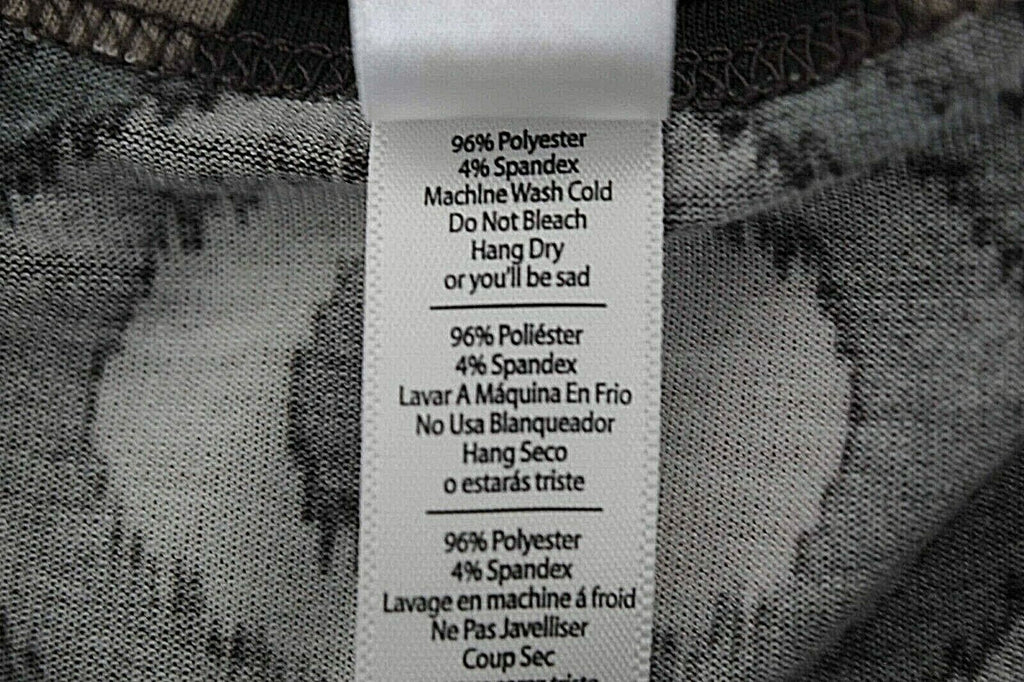 96% Polyester
4% Spandex
MachIne Wash Cold
Do Not Bleach
Hang Dry
or you'll be sad
96% Poliéster
4% Spandex
Lavar A Máquina En Frio
No Usa Blanqueador
Hang Seco
o estarás triste
96% Polyester
4% Spandex
Lavage en machine á froid
Ne Pas Javelliser
Coup Sec
triste